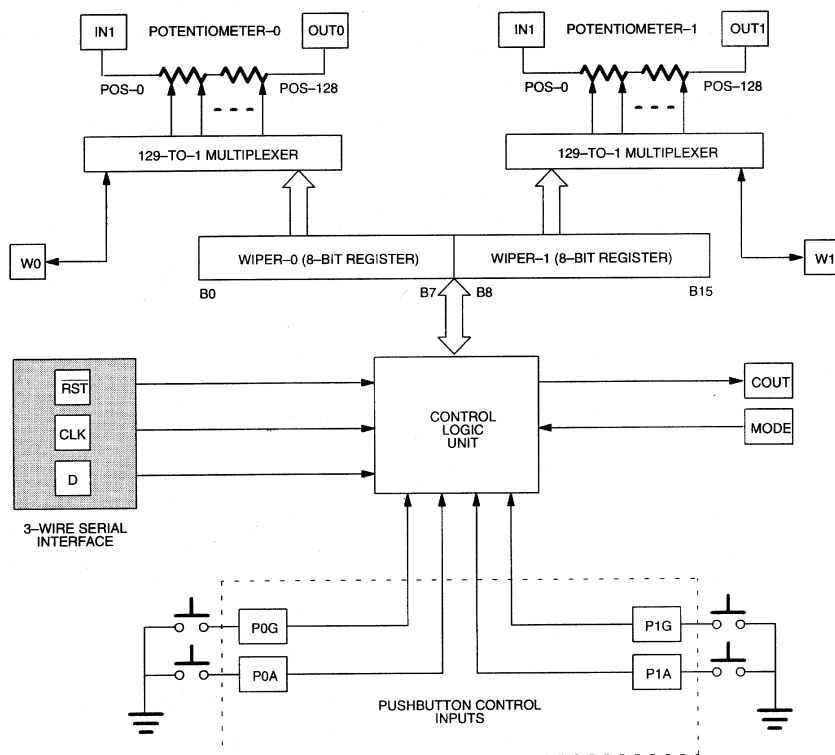 IN1 POTENTIOMETER–0 OUT0
IN1 POTENTIOMETER–1 OUT1
POS–0 POS–128
POS–0 POS–128
129–TO–1 MULTIPLEXER
129–TO–1 MULTIPLEXER
W0
WIPER–0 (8–BIT REGISTER)
WIPER–1 (8–BIT REGISTER)
W1
B0 B7 B8 B15
RST
CLK
D
3–WIRE SERIAL
INTERFACE
CONTROL
LOGIC
UNIT
COUT
MODE
P0G
P0A
P1G
P1A
PUSHBUTTON CONTROL
INPUTS